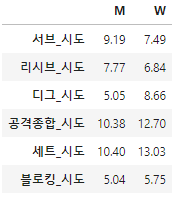 M W
서브_시도 9.19 7.49
리시브_시도 7.77 6.84
디그_시도 5.05 8.66
공격종합_시도 10.38 12.70
세트_시도 10.40 13.03
블로킹_시도 5.04 5.75